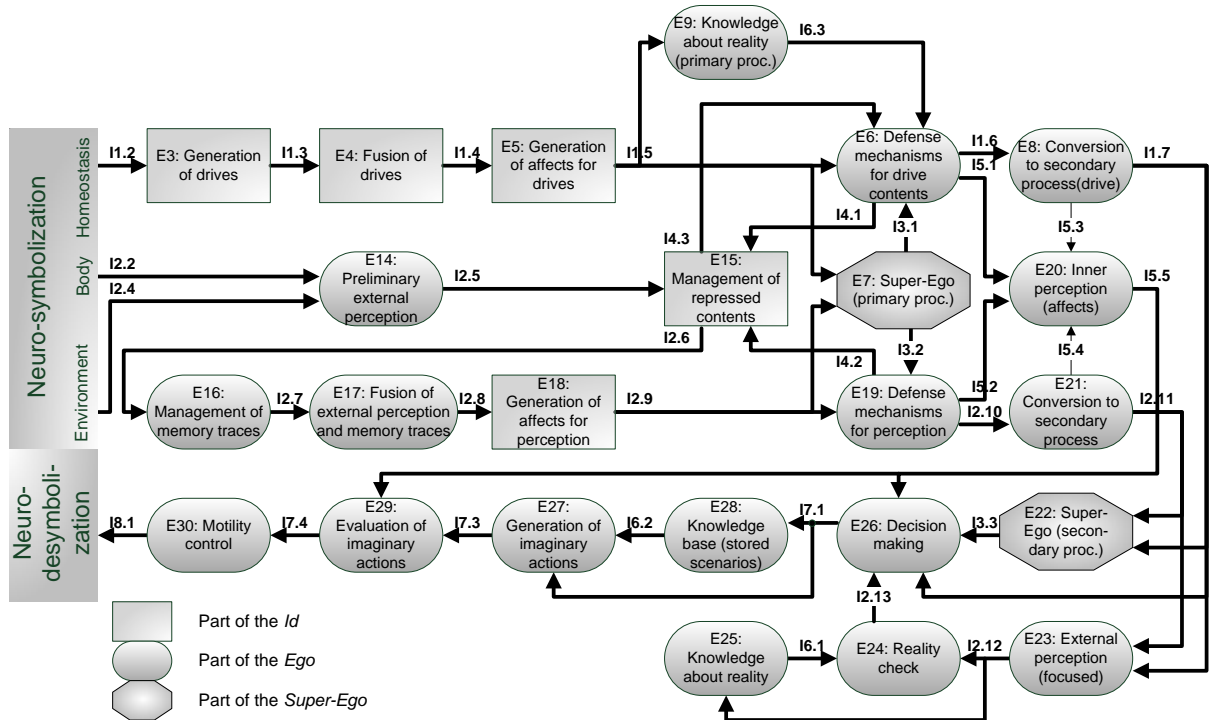 E9: Knowledge
about reality
(primary proc.)
I6.3
Neuro-symbolization
Homeostasis
Body
Environment
I1.2
E3: Generation
of drives
I1.3
E4: Fusion of
drives
I1.4
E5: Generation
of affects for
drives
I1.5
E6: Defense
mechanisms
for drive
contents
I1.6
I5.1
E8: Conversion
to secondary
process(drive)
I1.7
I4.1
I3.1
I5.3
I4.3
I2.2
I2.4
E14:
Preliminary
external
perception
I2.5
E15:
Management of
repressed
contents
E7: Super-Ego
(primary proc.)
E20: Inner
perception
(affects)
I5.5
I2.6
I3.2
I4.2
I5.4
E16:
Management of
memory traces
I2.7
E17: Fusion of
external perception
and memory traces
I2.8
E18:
Generation of
affects for
perception
I2.9
E19: Defense
mechanisms
for perception
I5.2
I2.10
E21:
Conversion to
secondary
process
I2.11
Neuro-
desymboli-
zation
I8.1
E30: Motility
control
I7.4
E29:
Evaluation of
imaginary
actions
I7.3
E27:
Generation of
imaginary
actions
I6.2
E28:
Knowledge
base (stored
scenarios)
I7.1
E26: Decision
making
I3.3
E22: Super-
Ego (secon-
dary proc.)
I2.13
E25:
Knowledge
about reality
I6.1
E24: Reality
check
I2.12
E23: External
perception
(focused)
Part of the Id
Part of the Ego
Part of the Super-Ego